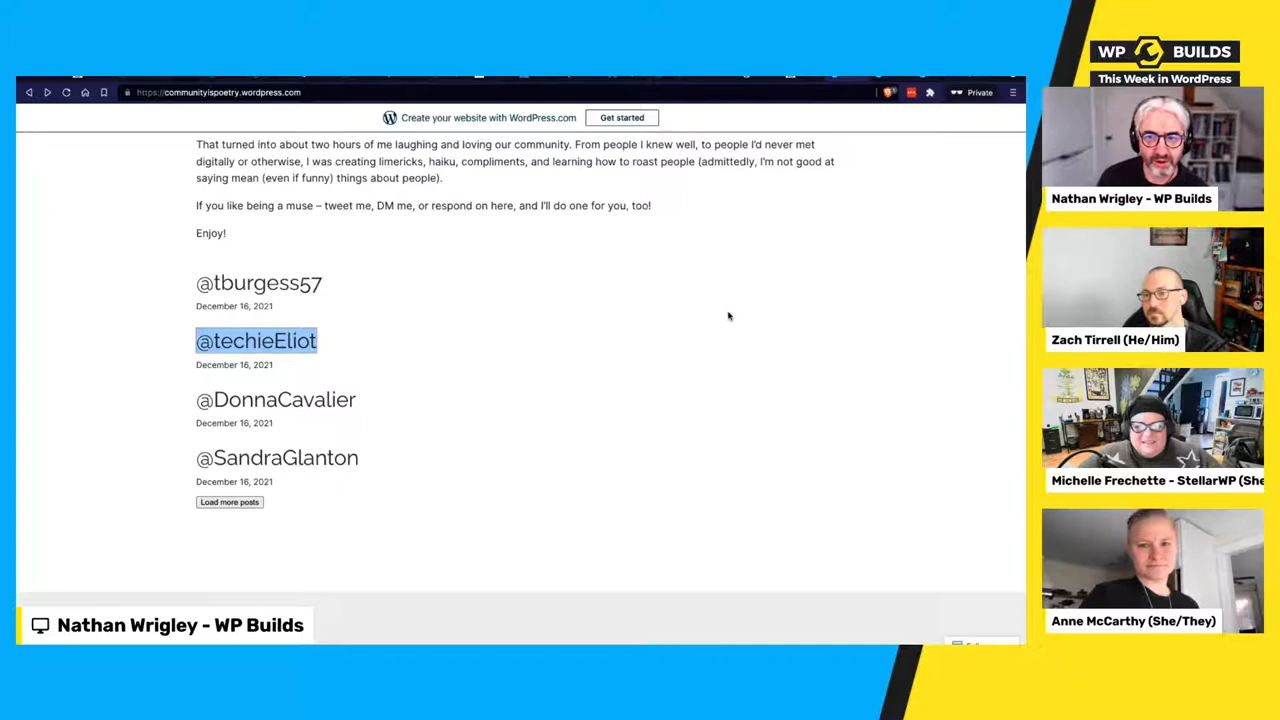 WP BUILDS
This Week in WordPress
https://communityispoetry.wordpress.com
Private
Create your website with WordPress.com
Get started
That turned into about two hours of me laughing and loving our community. From people I knew well, to people I'd never met
digitally or otherwise, I was creating limericks, haiku, compliments, and learning how to roast people (admittedly, I'm not good at
saying mean (even if funny) things about people).
If you like being a muse – tweet me, DM me, or respond on here, and I'll do one for you, too!
Enjoy!
@tburgess57
December 16, 2021
@techieEliot
December 16, 2021
@DonnaCavalier
December 16, 2021
@SandraGlanton
December 16, 2021
Load more posts
Nathan Wrigley - WP Builds
Nathan Wrigley - WP Builds
Zach Tirrell (He/Him)
Michelle Frechette - StellarWP (She
Anne McCarthy (She/They)